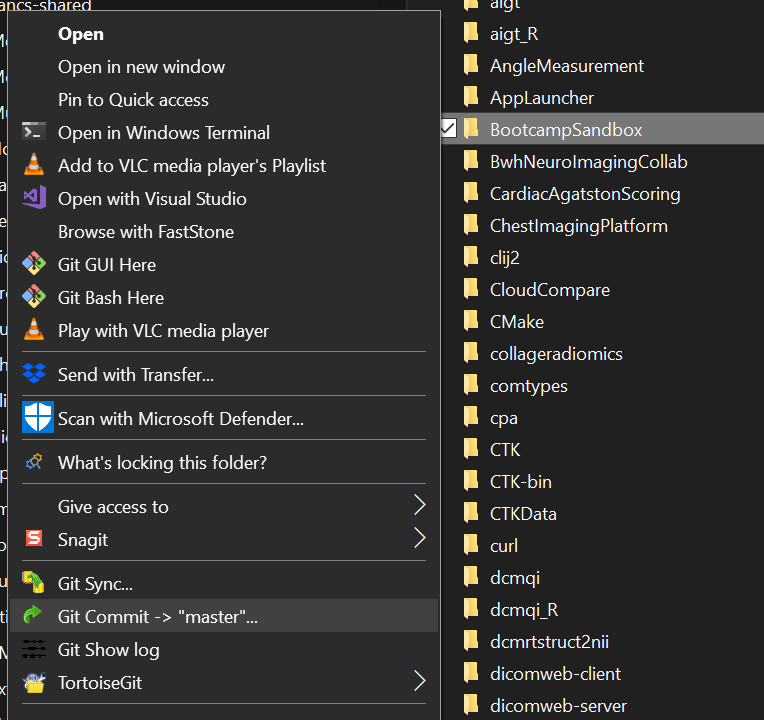 ancs-shared
Open
Open in new window
Pin to Quick access
Open in Windows Terminal
Add to VLC media player's Playlist
Open with Visual Studio
Browse with FastStone
Git GUI Here
Git Bash Here
Play with VLC media player
Send with Transfer...
Scan with Microsoft Defender...
What's locking this folder?
Give access to
Snagit
Git Sync...
Git Commit -> "master"...
Git Show log
TortoiseGit
aigt
aigt_R
AngleMeasurement
AppLauncher
BootcampSandbox
BwhNeuroImagingCollab
CardiacAgatstonScoring
ChestImagingPlatform
clij2
CloudCompare
CMake
collageradiomics
comtypes
cpa
CTK
CTK-bin
CTKData
curl
dcmqi
dcmqi_R
dcmrtstruct2nii
dicomweb-client
dicomweb-server